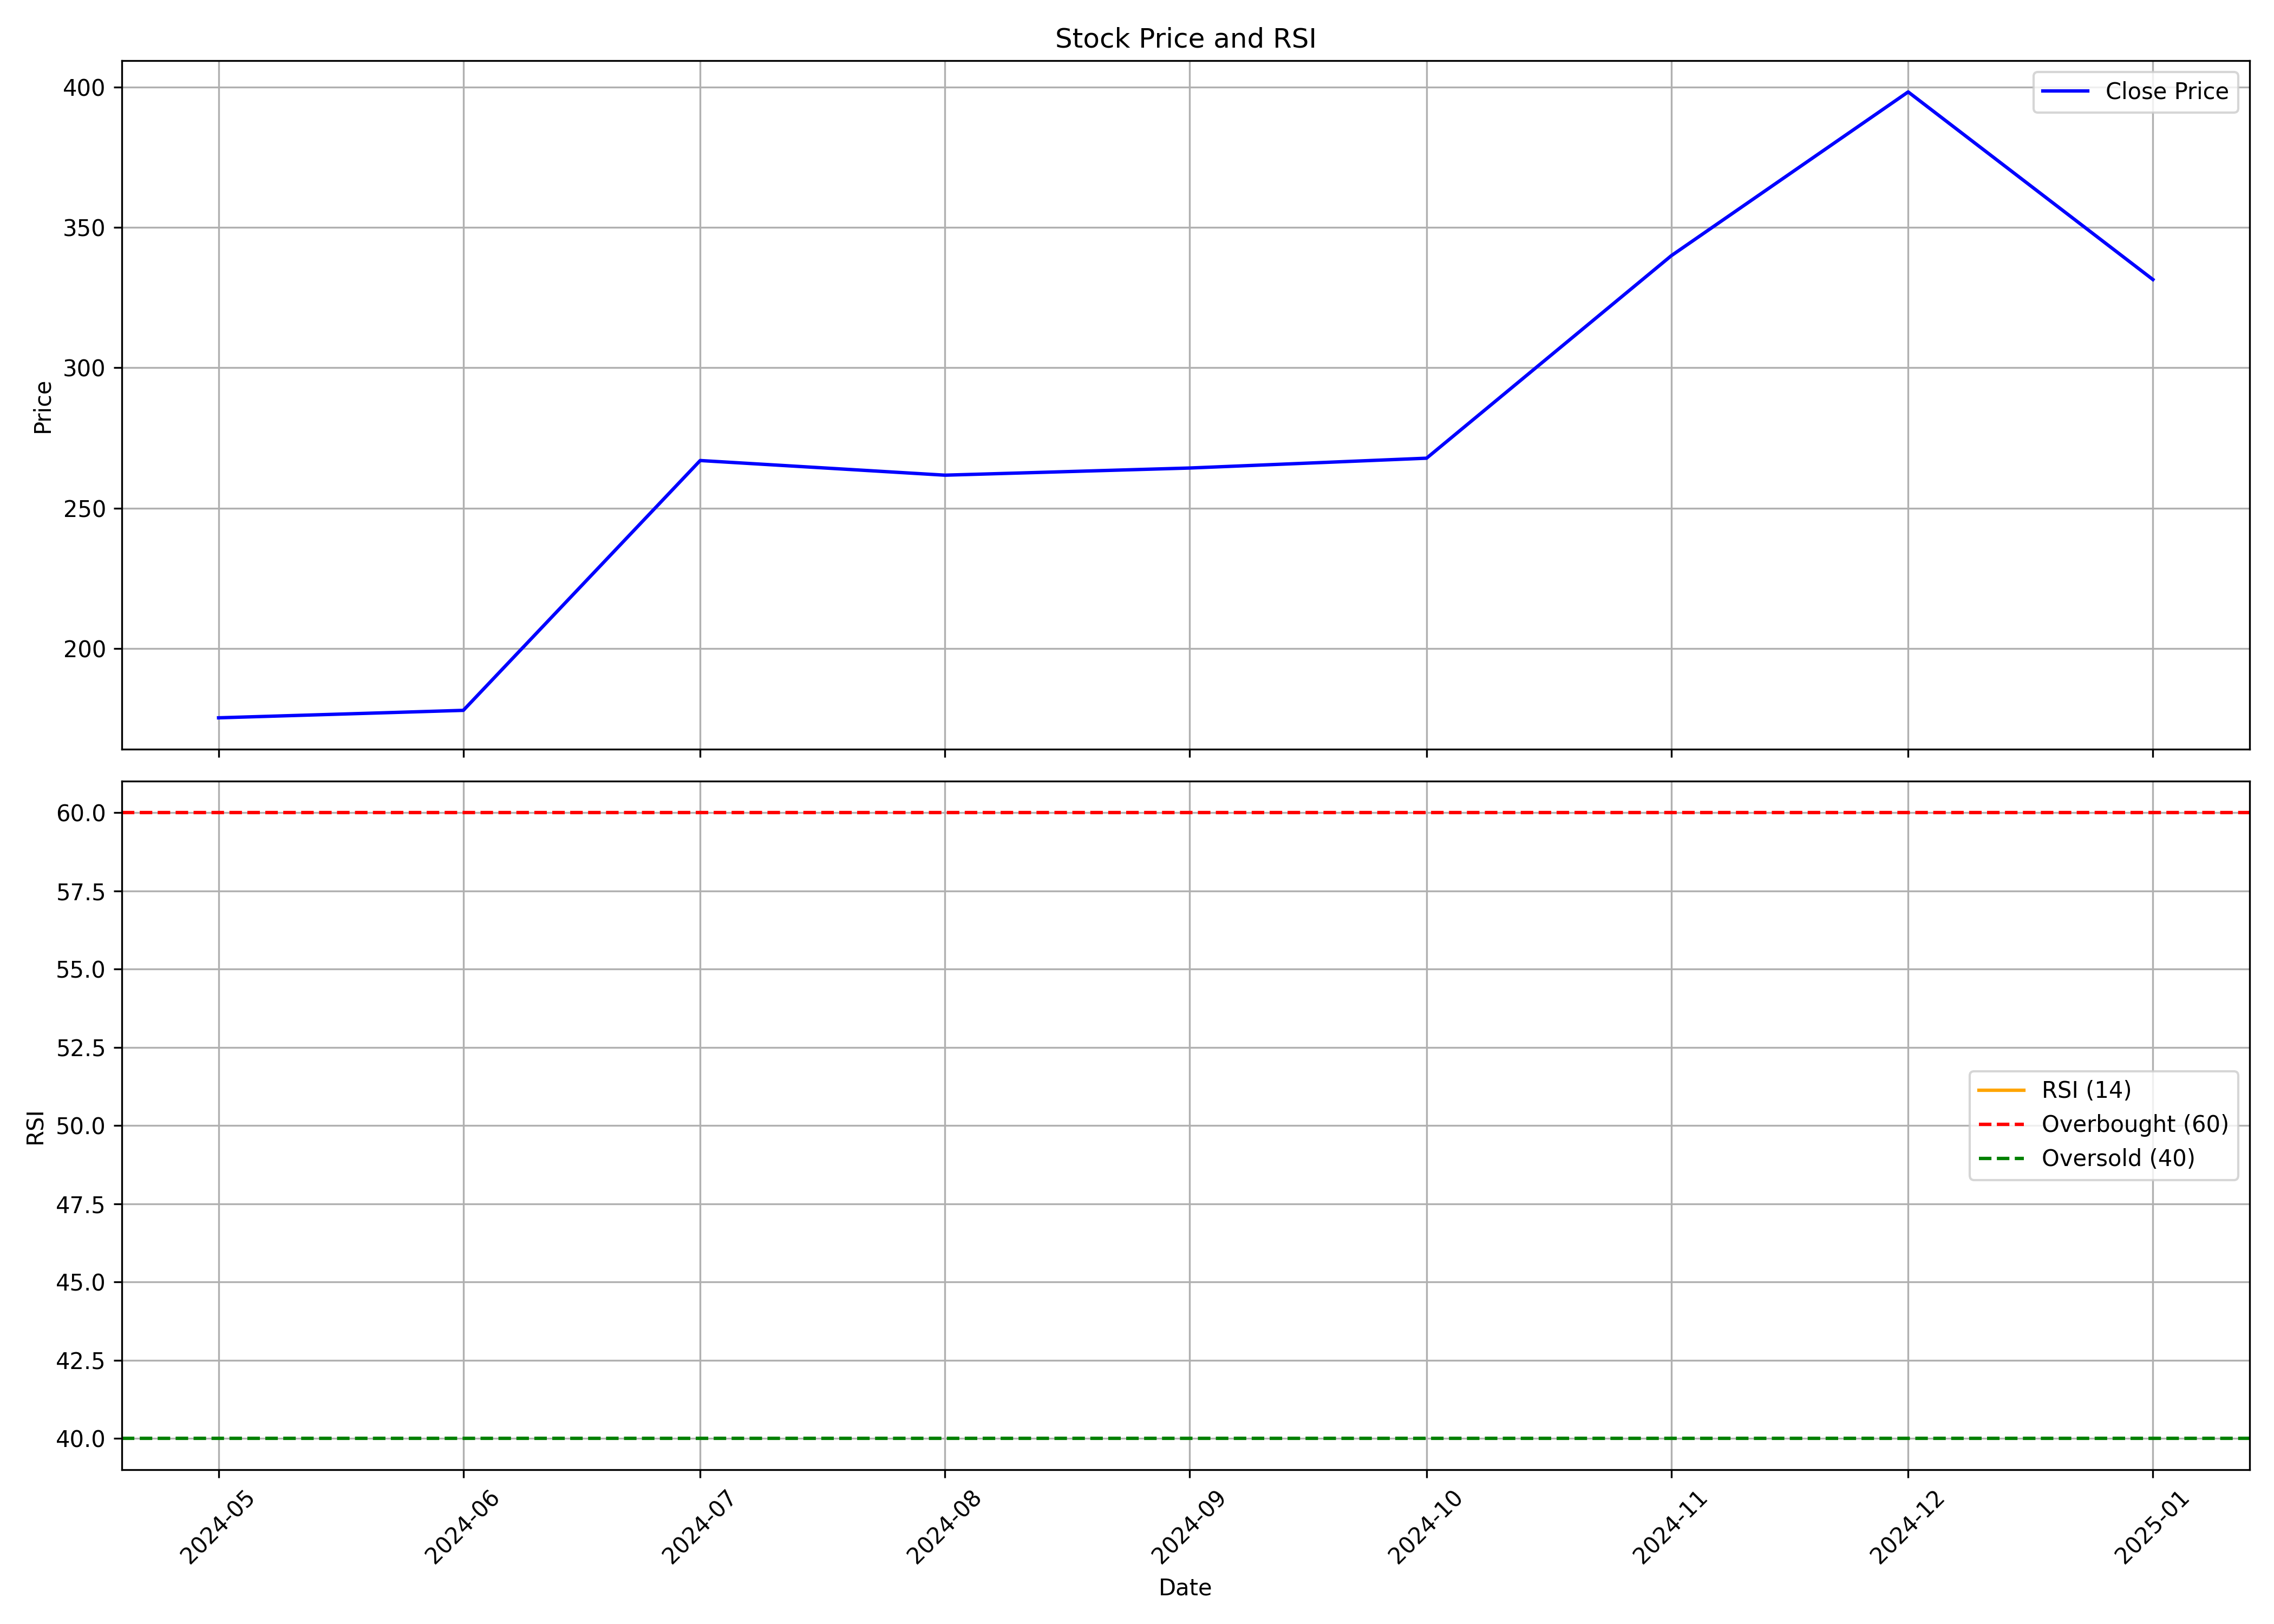 Stock Price and RSI
400
350
300
250
200
Price
Close Price
60.0
57.5
55.0
52.5
50.0
47.5
45.0
42.5
40.0
RSI
RSI (14)
Overbought (60)
Oversold (40)
2024-05
2024-06
2024-07
2024-08
2024-09
2024-10
2024-11
2024-12
2025-01
Date